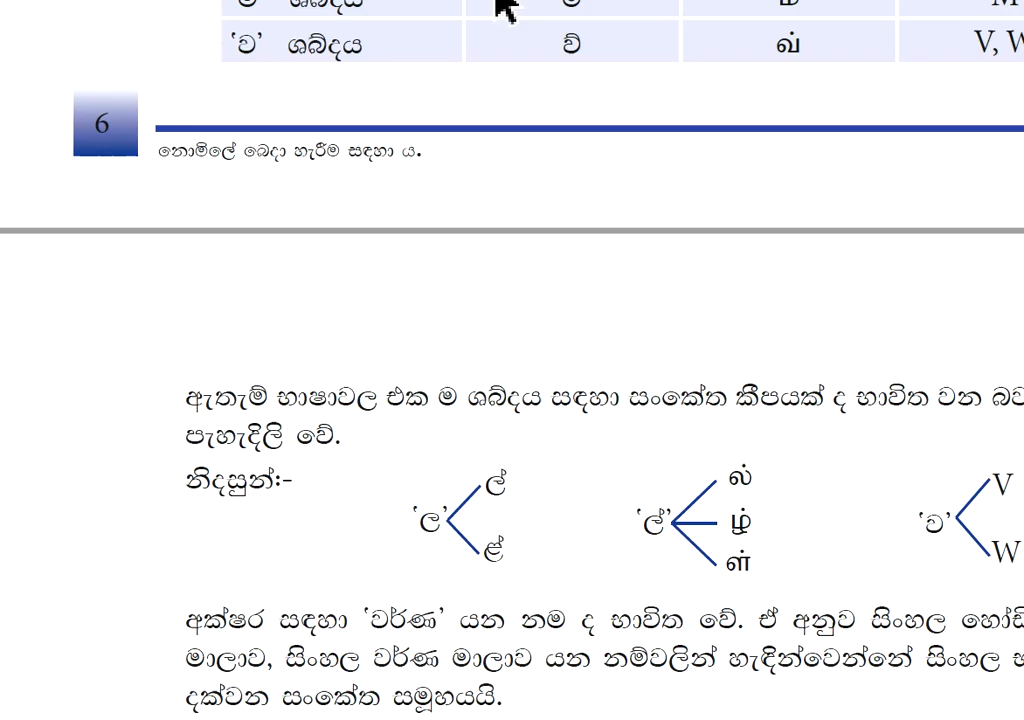 'ව' ශබ්දය ව් வ் V, W
6
නොමිලේ බෙදා හැරීම සඳහා ය.
ඇතැම් භාෂාවල එක ම ශබ්දය සඳහා සංකේත කීපයක් ද භාවිත වන බව
පැහැදිලි වේ.
නිදසුන්:-
'ල' ල් ළ්
'ල්' ல் ழ் ள்
'ව' V W
අක්ෂර සඳහා 'වර්ණ' යන නම ද භාවිත වේ. ඒ අනුව සිංහල
මාලාව, සිංහල වර්ණ මාලාව යන නම්වලින් හැඳින්වෙන්නේ සිංහල
දක්වන සංකේත සමූහයයි.